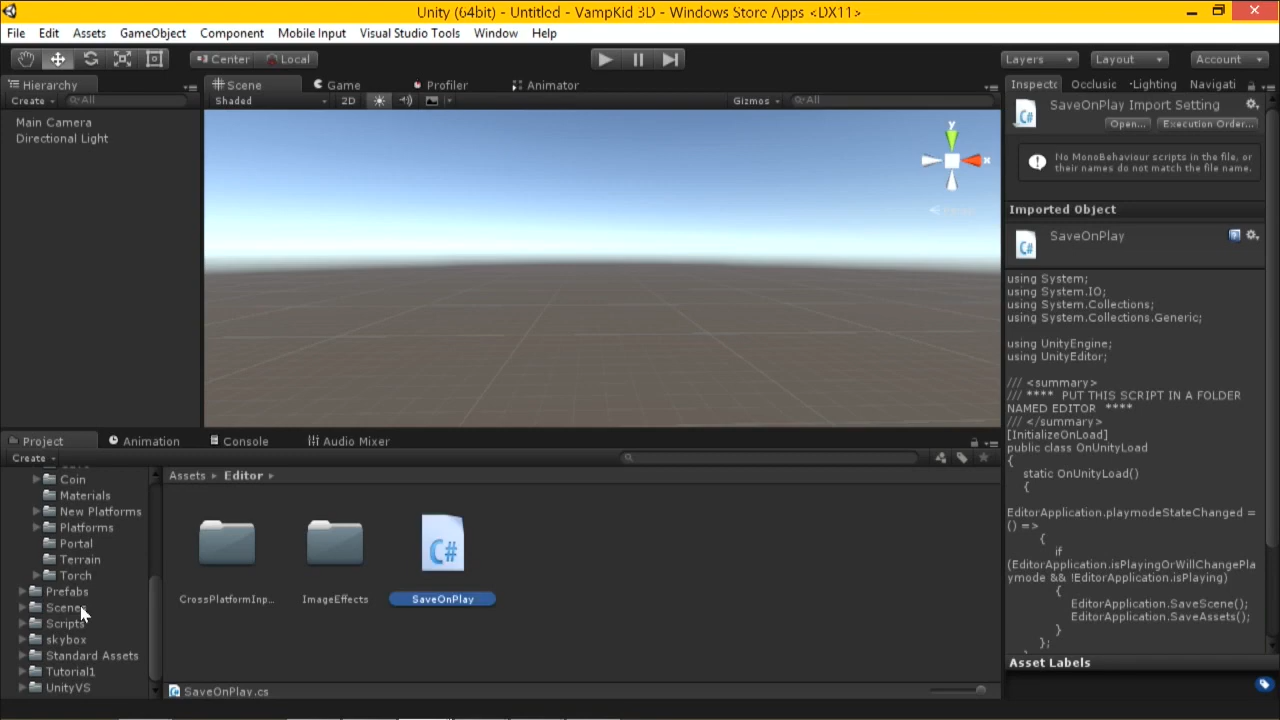 Unity (64bit) - Untitled - VampKid 3D - Windows Store Apps <DX11>
File Edit Assets GameObject Component Mobile Input Visual Studio Tools Window Help
Center Local Layers Layout Account
Hierarchy
Create All
Main Camera
Directional Light
Scene Game Profiler Animator
Shaded 2D Gizmos All
y
x
Inspecto Occlusic Lighting Navigati
SaveOnPlay Import Setting
Open... Execution Order...
No MonoBehaviour scripts in the file, or
their names do not match the file name.
Imported Object
SaveOnPlay
using System;
using System.IO;
using System.Collections;
using System.Collections.Generic;
using UnityEngine;
using UnityEditor;
/// <summary>
/// **** PUT THIS SCRIPT IN A FOLDER
NAMED EDITOR ****
/// </summary>
[InitializeOnLoad]
public class OnUnityLoad
{
static OnUnityLoad()
{
EditorApplication.playmodeStateChanged =
() =>
{
if
(EditorApplication.isPlayingOrWillChangePla
ymode && !EditorApplication.isPlaying)
{
EditorApplication.SaveScene();
EditorApplication.SaveAssets();
}
};
Asset Labels
Project Animation Console Audio Mixer
Create
Coin
Materials
New Platforms
Platforms
Portal
Terrain
Torch
Prefabs
Scenes
Scripts
skybox
Standard Assets
Tutorial1
UnityVS
Assets Editor
CrossPlatformInp...
ImageEffects
C#
SaveOnPlay
SaveOnPlay.cs